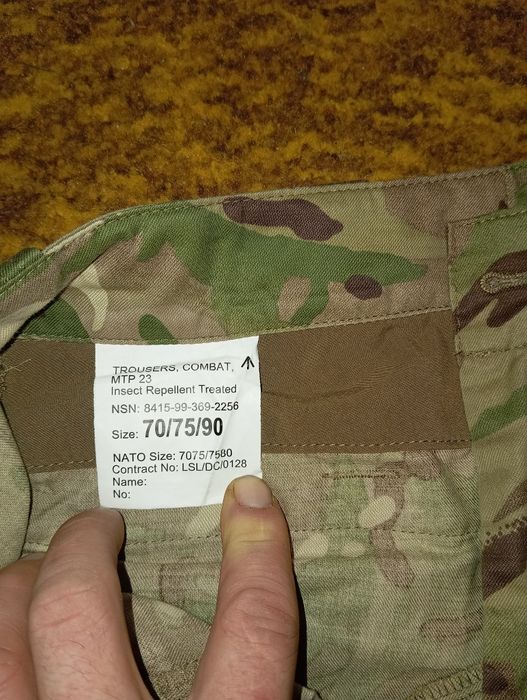 TROUSERS, COMBAT,
MTP 23
Insect Repellent Treated
NSN: 8415-99-369-2256
Size: 70/75/90
NATO Size: 7075/7580
Contract No: LSL/DC/0128
Name:
No: